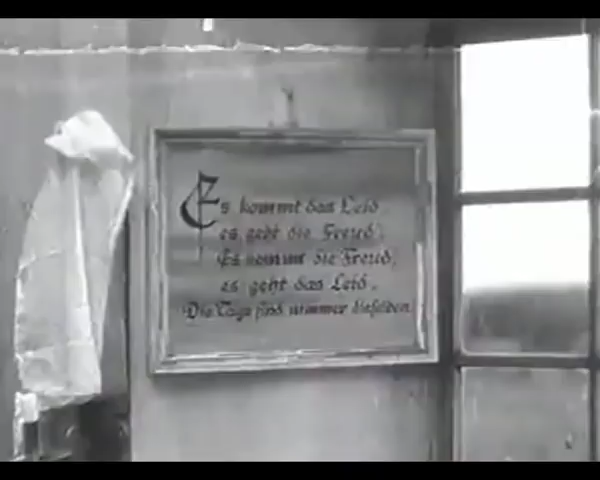 Es kommt das Leid,
es geht die Freud';
Es kommt die Freud,
es geht das Leid.
Die Tage sind nimmer dieselben.